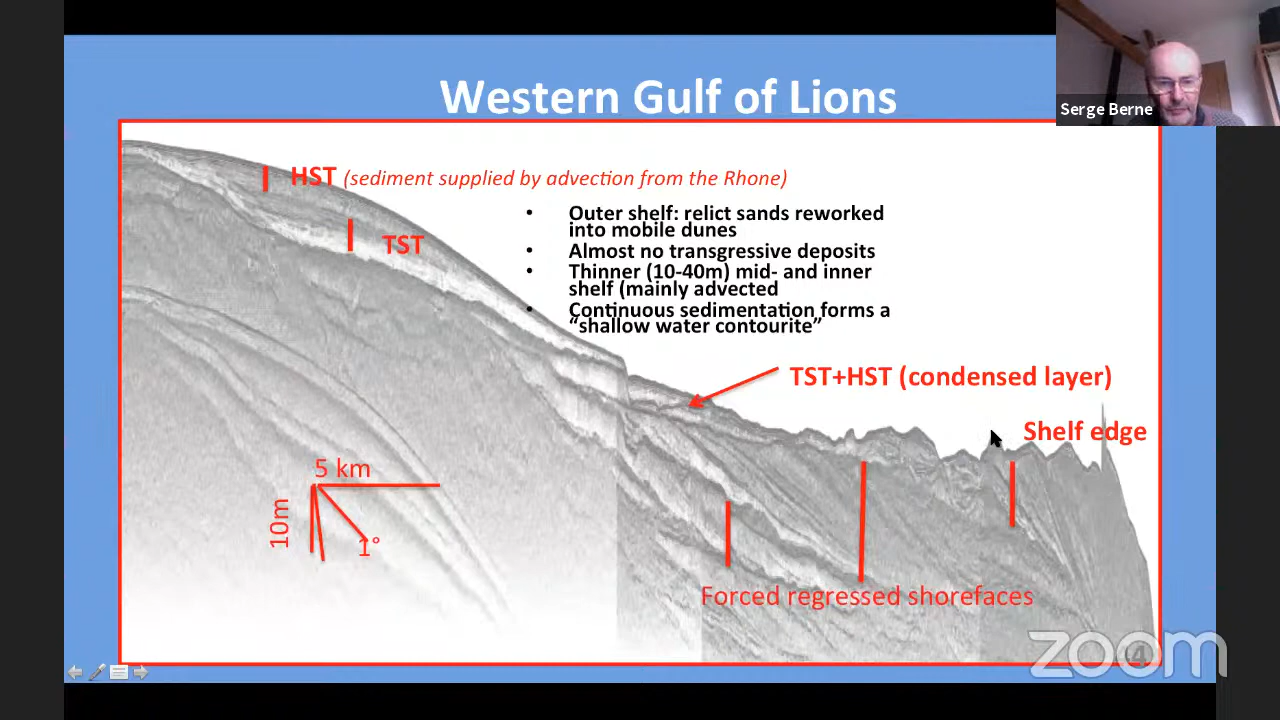 Western Gulf of Lions
Serge Berne
HST (sediment supplied by advection from the Rhone)
TST
• Outer shelf: relict sands reworked
into mobile dunes
• Almost no transgressive deposits
• Thinner (10-40m) mid- and inner
shelf (mainly advected
• Continuous sedimentation forms a
“shallow water contourite”
TST+HST (condensed layer)
Shelf edge
5 km
10m
1°
Forced regressed shorefaces
zoom